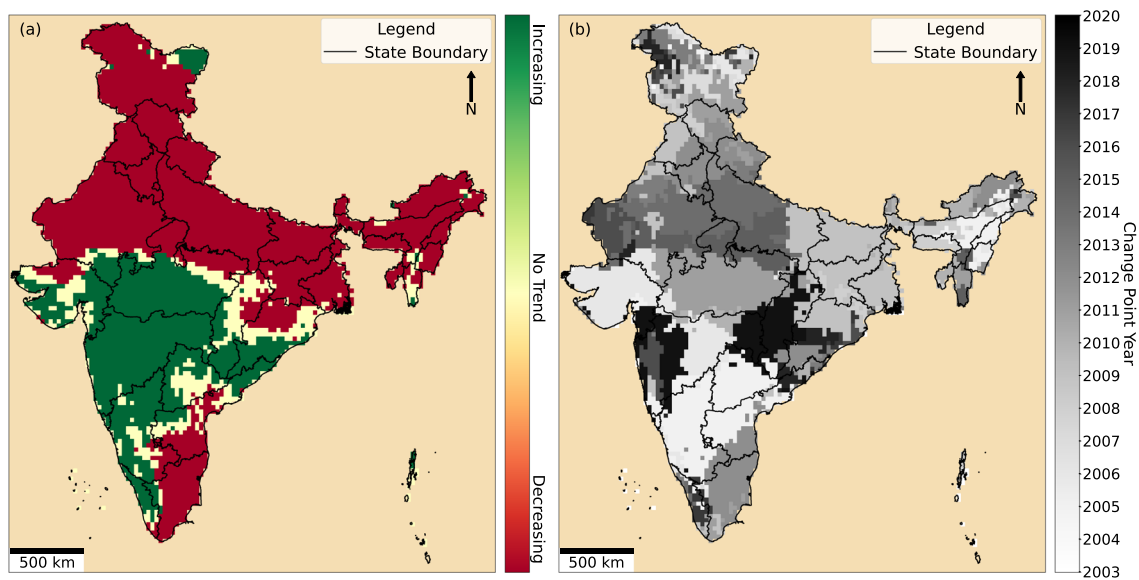 (a)
Legend
State Boundary
N
500 km
Increasing
No Trend
Decreasing
(b)
Legend
State Boundary
N
500 km
2020
2019
2018
2017
2016
2015
2014
2013
2012
2011
2010
2009
2008
2007
2006
2005
2004
2003
Change Point Year